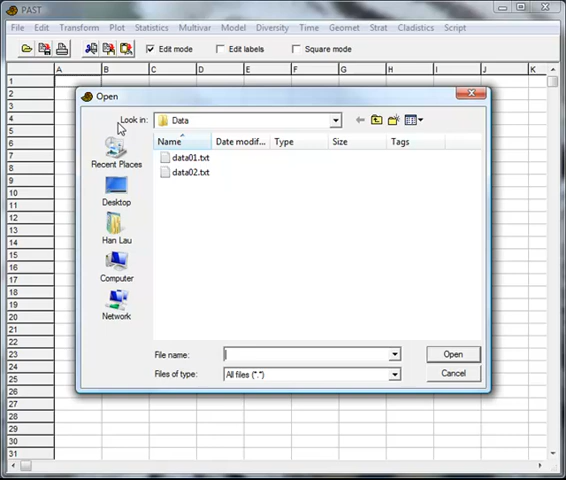 PAST
File Edit Transform Plot Statistics Multivar Model Diversity Time Geomet Strat Cladistics Script
Edit mode Edit labels Square mode
A B C D E F G H I J K
1
2
3
4
5
6
7
8
9
10
11
12
13
14
15
16
17
18
19
20
21
22
23
24
25
26
27
28
29
30
31
Open
Look in: Data
Name Date modif... Type Size Tags
data01.txt
data02.txt
Recent Places
Desktop
Han Lau
Computer
Network
File name: Open
Files of type: All files (*.*) Cancel